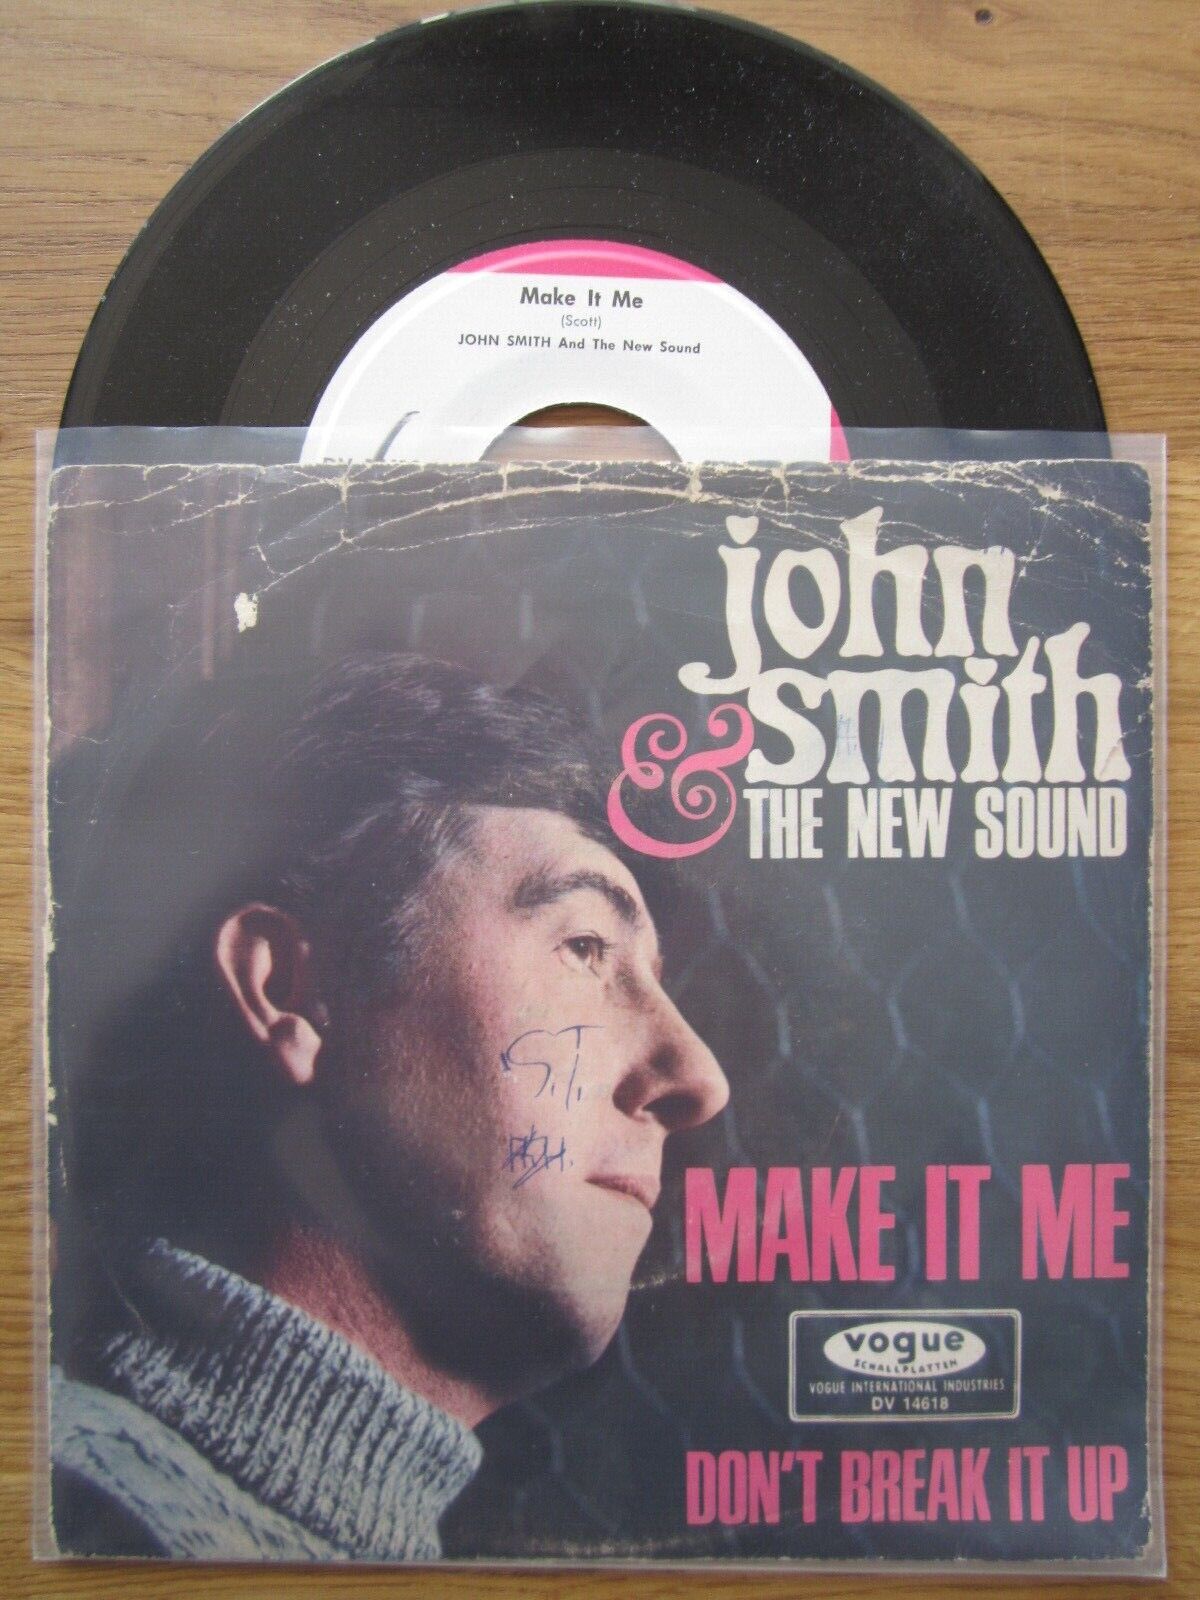 Make It Me
(Scott)
JOHN SMITH And The New Sound
john
smith
&
THE NEW SOUND
S.T.
MAKE IT ME
vogue
SCHALLPLATTEN
VOGUE INTERNATIONAL INDUSTRIES
DV 14618
DON'T BREAK IT UP